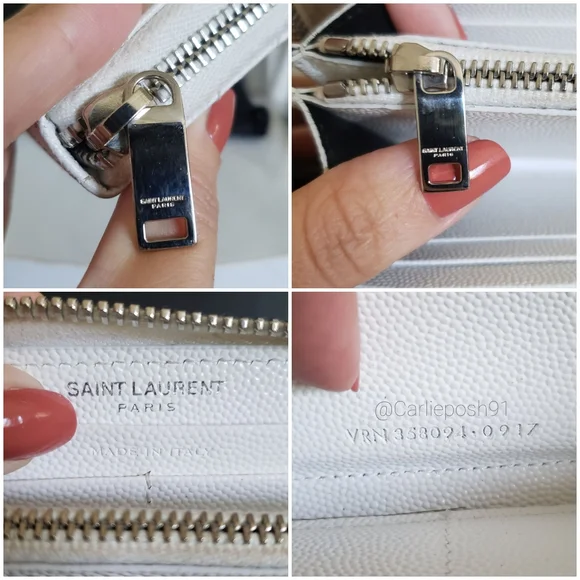 SAINT LAURENT
PARIS
SAINT LAURENT
PARIS
SAINT LAURENT
PARIS
MADE IN ITALY
@Carlieposh91
VRN 358094·0917